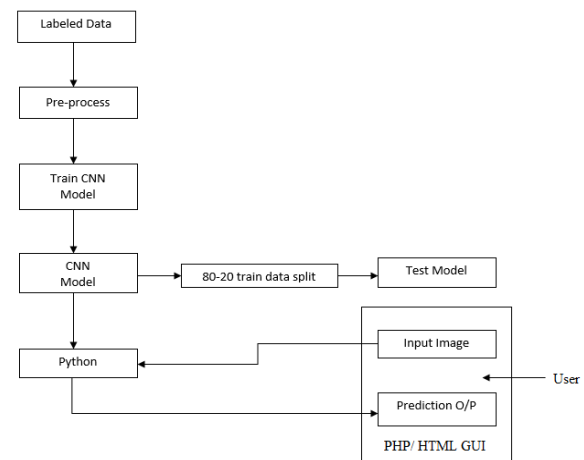 Labeled Data
Pre-process
Train CNN
Model
CNN
Model
80-20 train data split
Test Model
Python
Input Image
User
Prediction O/P
PHP/ HTML GUI